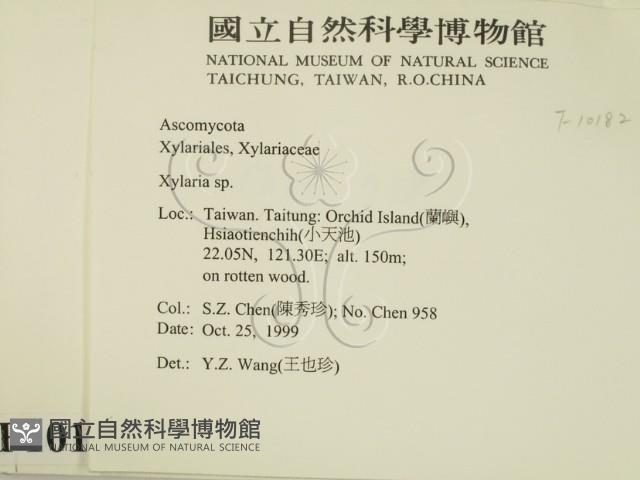 國立自然科學博物館
NATIONAL MUSEUM OF NATURAL SCIENCE
TAICHUNG, TAIWAN, R.O.CHINA
T-10182
Ascomycota
Xylariales, Xylariaceae
Xylaria sp.
Loc.: Taiwan. Taitung: Orchid Island(蘭嶼),
Hsiaotienchih(小天池)
22.05N, 121.30E; alt. 150m;
on rotten wood.
Col.: S.Z. Chen(陳秀珍); No. Chen 958
Date: Oct. 25, 1999
Det.: Y.Z. Wang(王也珍)
國立自然科學博物館
NATIONAL MUSEUM OF NATURAL SCIENCE